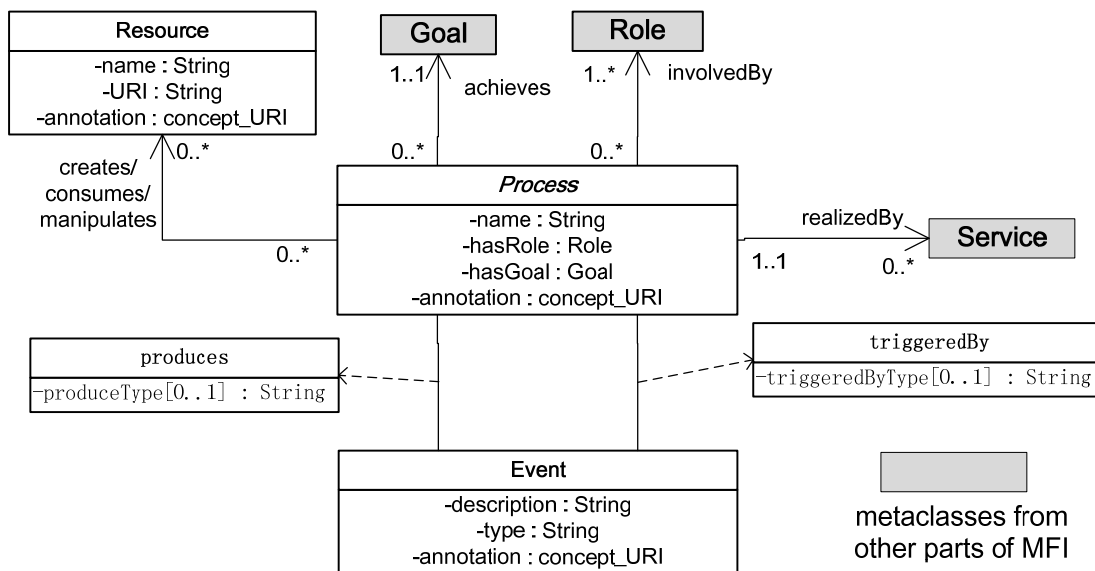 Resource
-name : String
-URI : String
-annotation : concept_URI
Goal
Role
1..1
achieves
1..*
involvedBy
0..*
creates/
consumes/
manipulates
0..*
0..*
0..*
Process
-name : String
-hasRole : Role
-hasGoal : Goal
-annotation : concept_URI
realizedBy
1..1
0..*
Service
produces
-produceType[0..1] : String
triggeredBy
-triggeredByType[0..1] : String
Event
-description : String
-type : String
-annotation : concept_URI
metaclasses from
other parts of MFI